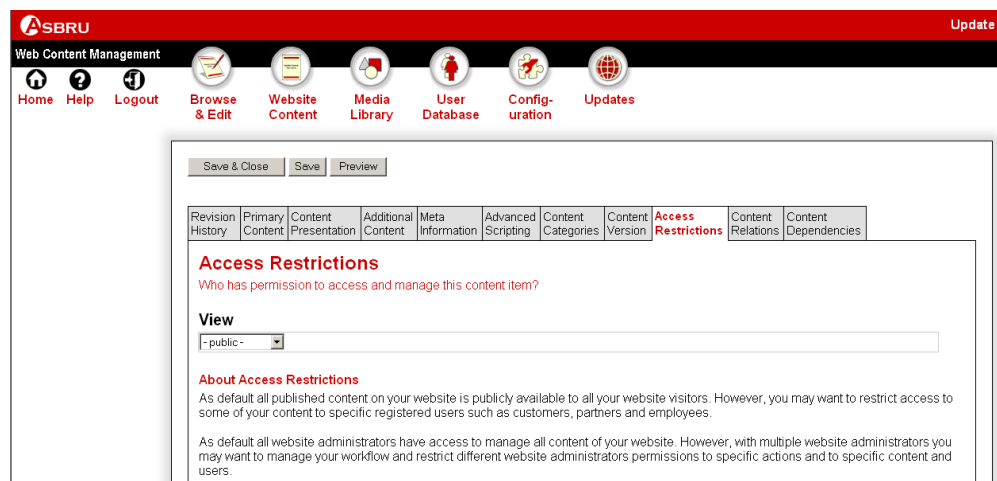 ASBRU
Update
Web Content Management
Home Help Logout
Browse & Edit
Website Content
Media Library
User Database
Config-uration
Updates
Save & Close Save Preview
Revision History
Primary Content
Content Presentation
Additional Content
Meta Information
Advanced Scripting
Content Categories
Content Version
Access Restrictions
Content Relations
Content Dependencies
Access Restrictions
Who has permission to access and manage this content item?
View
- public -
About Access Restrictions
As default all published content on your website is publicly available to all your website visitors. However, you may want to restrict access to
some of your content to specific registered users such as customers, partners and employees.
As default all website administrators have access to manage all content of your website. However, with multiple website administrators you
may want to manage your workflow and restrict different website administrators permissions to specific actions and to specific content and
users.